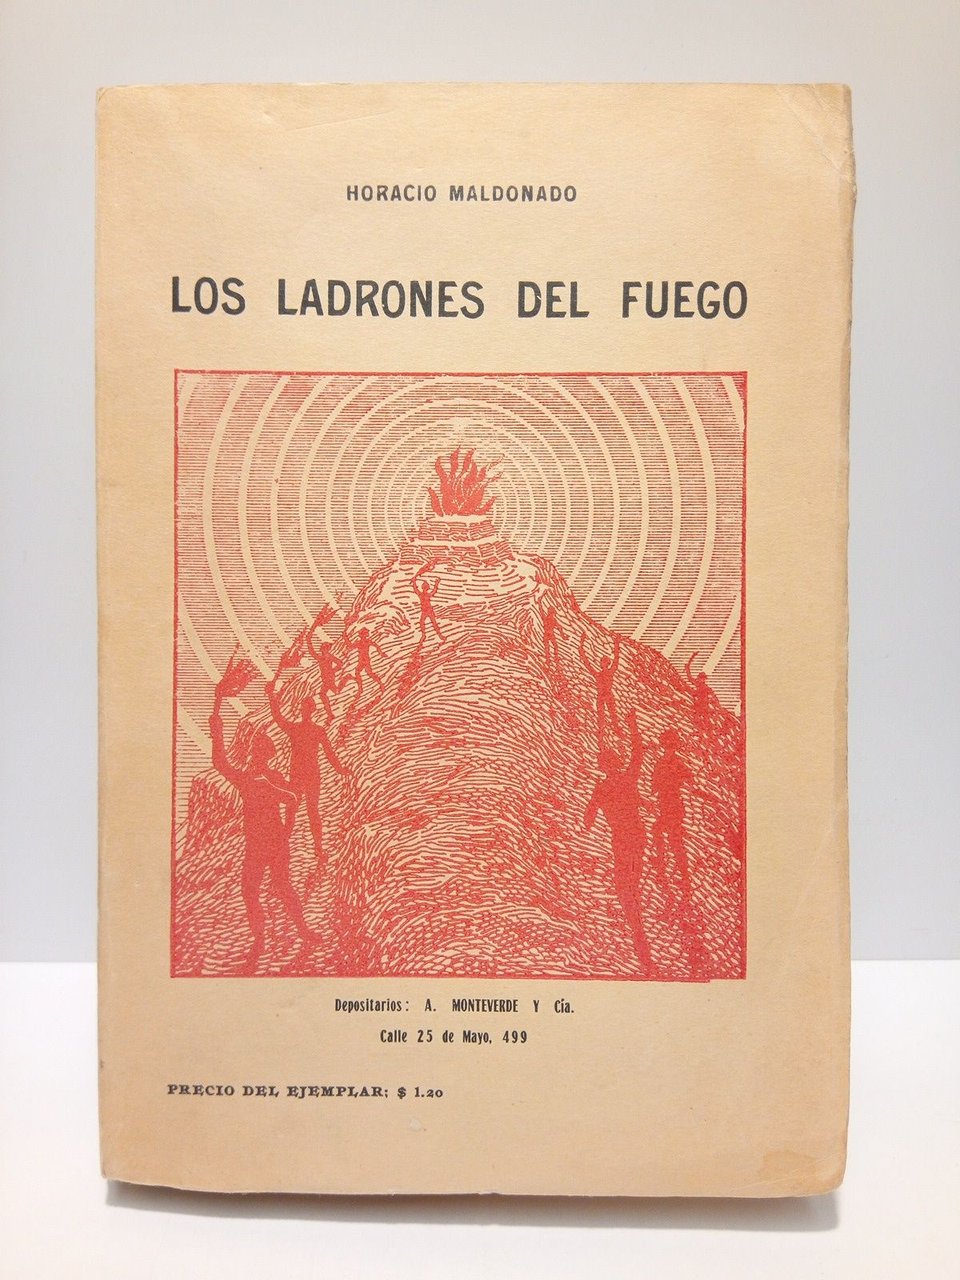 HORACIO MALDONADO
LOS LADRONES DEL FUEGO
Depositarios: A. MONTEVERDE Y Cía.
Calle 25 de Mayo, 499
PRECIO DEL EJEMPLAR; $ 1.20